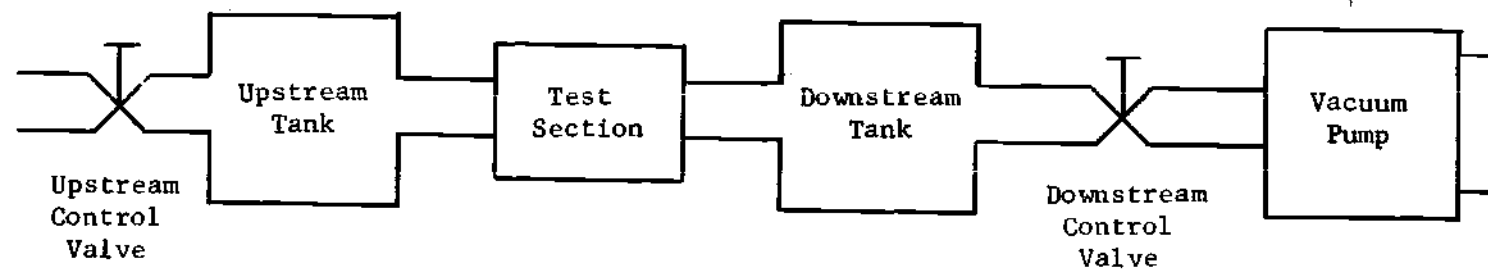 Upstream
Control
Valve
Upstream
Tank
Test
Section
Downstream
Tank
Downstream
Control
Valve
Vacuum
Pump